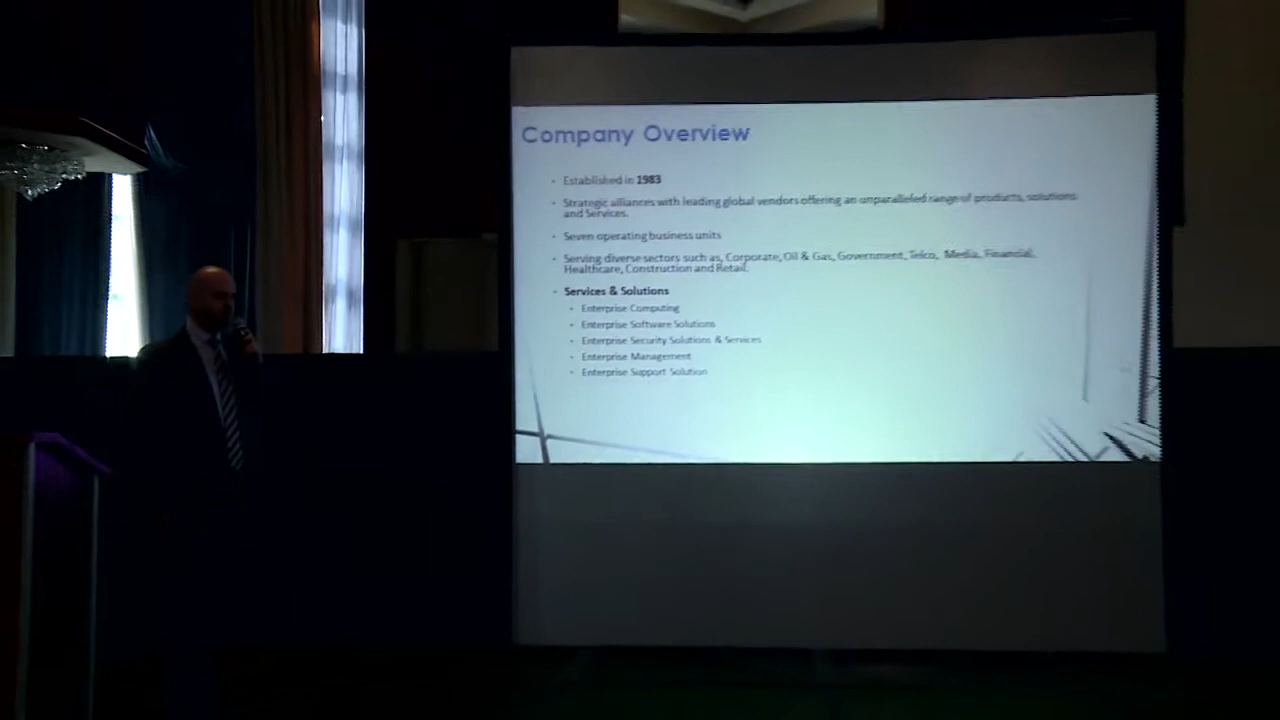 Company Overview
• Established in 1983
• Strategic alliances with leading global vendors offering an unparalleled range of products, solutions
and Services.
• Seven operating business units
• Serving diverse sectors such as, Corporate, Oil & Gas, Government, Telco, Media, Financial,
Healthcare, Construction and Retail.
• Services & Solutions
• Enterprise Computing
• Enterprise Software Solutions
• Enterprise Security Solutions & Services
• Enterprise Management
• Enterprise Support Solution